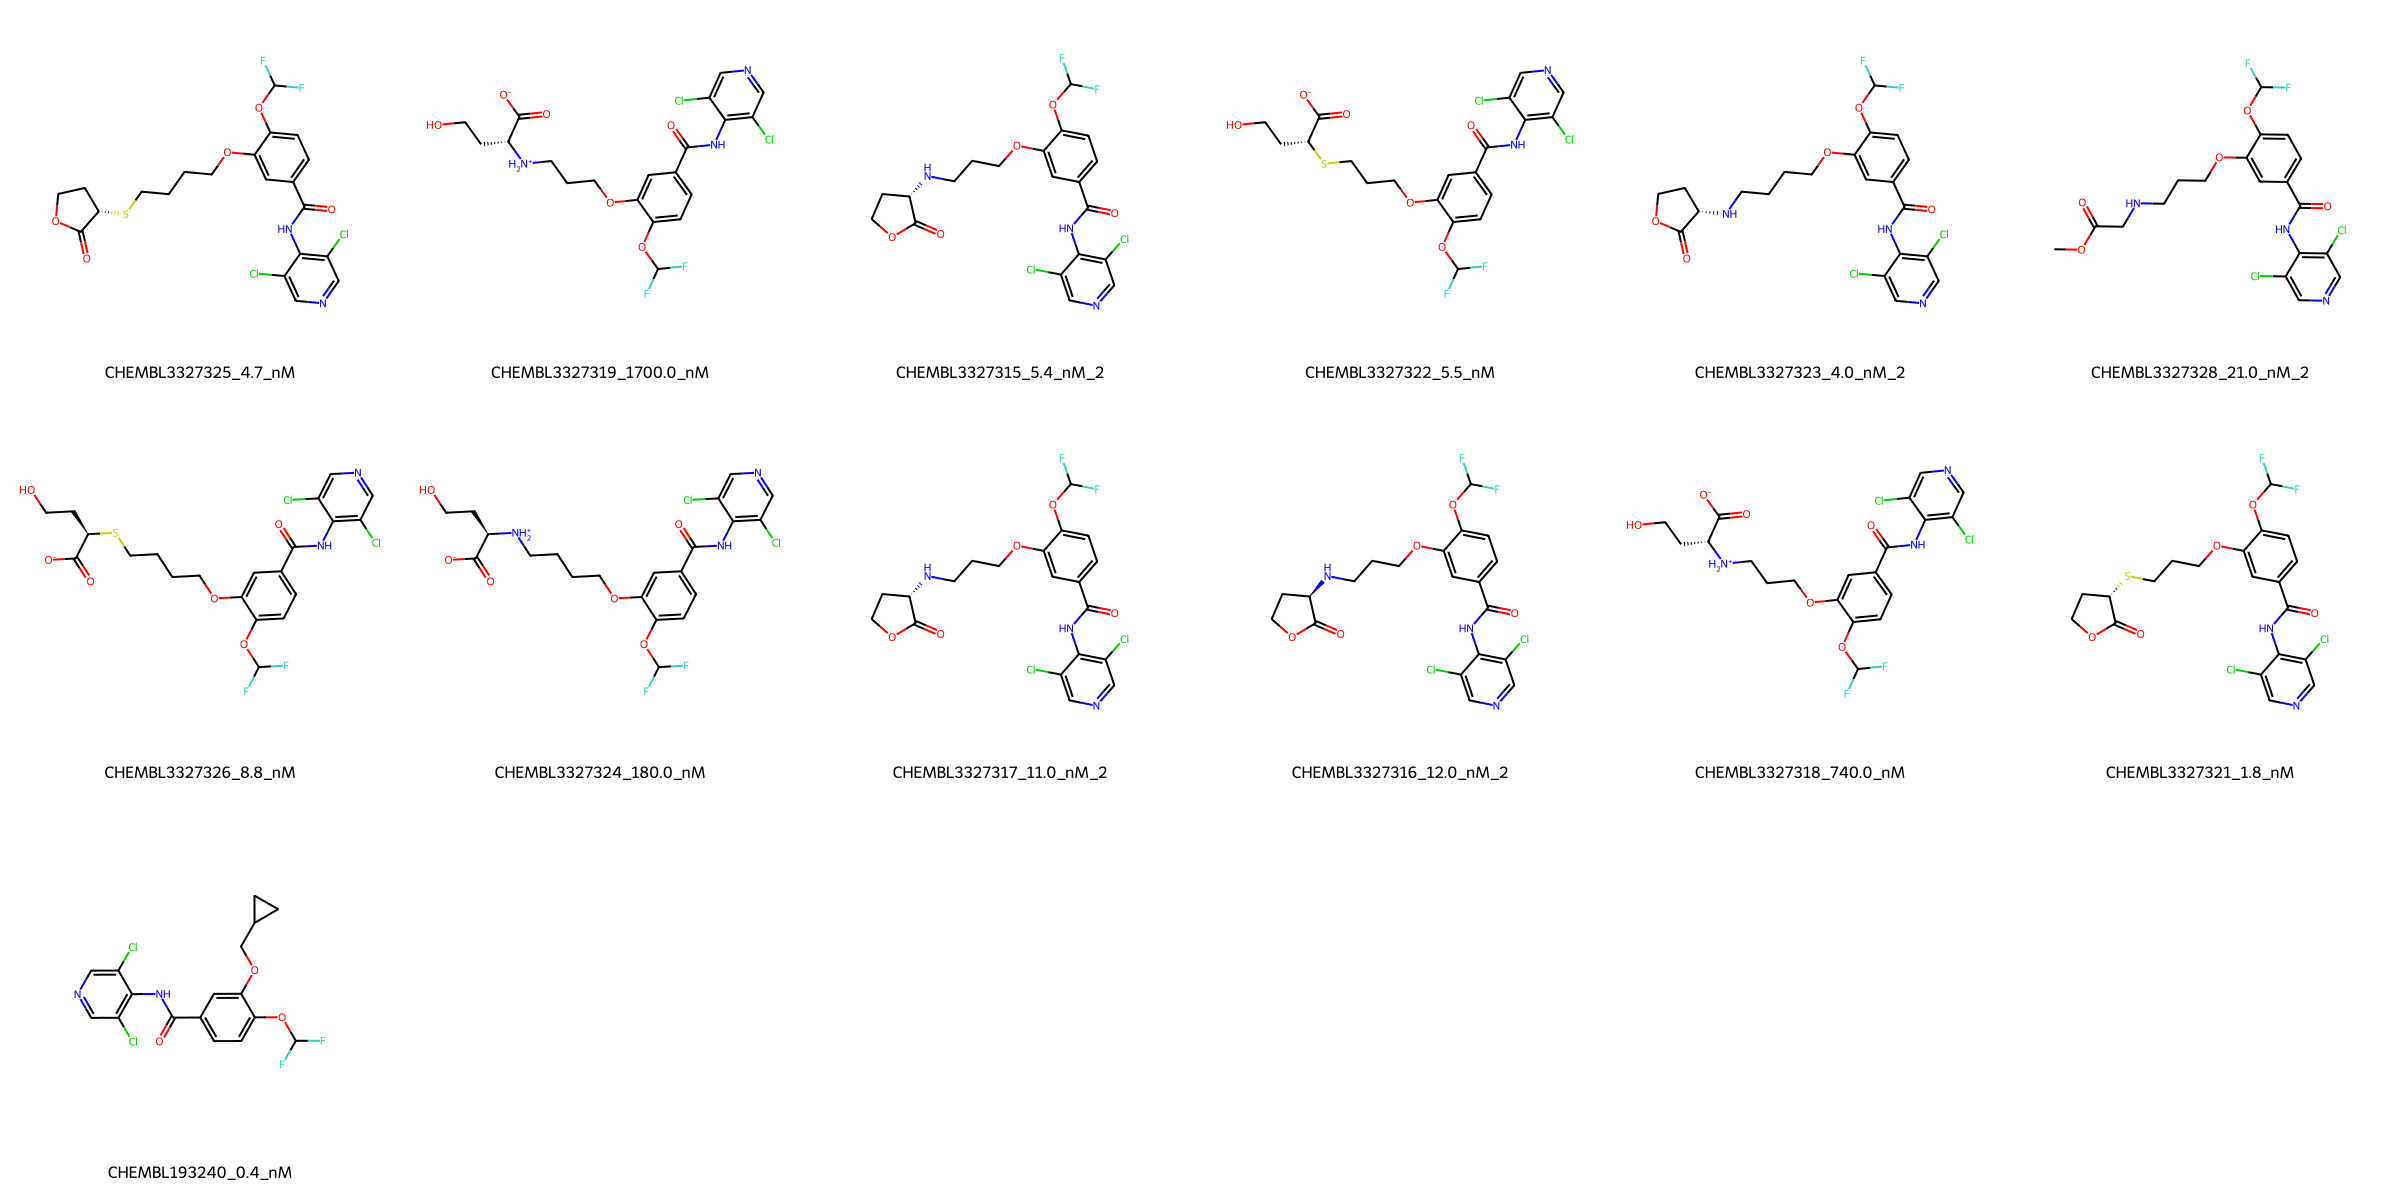 CHEMBL3327325_4.7_nM
CHEMBL3327319_1700.0_nM
CHEMBL3327315_5.4_nM_2
CHEMBL3327322_5.5_nM
CHEMBL3327323_4.0_nM_2
CHEMBL3327328_21.0_nM_2
CHEMBL3327326_8.8_nM
CHEMBL3327324_180.0_nM
CHEMBL3327317_11.0_nM_2
CHEMBL3327316_12.0_nM_2
CHEMBL3327318_740.0_nM
CHEMBL3327321_1.8_nM
CHEMBL193240_0.4_nM